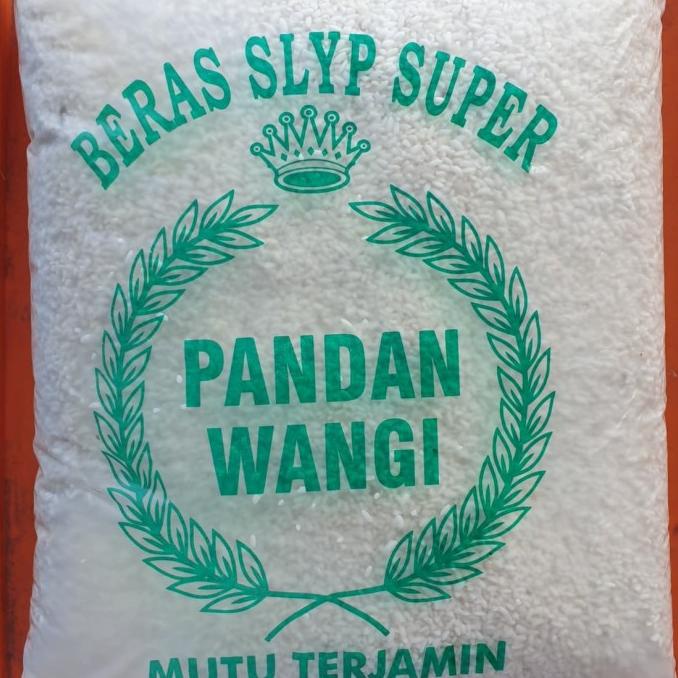 BERAS SLYP SUPER
PANDAN
WANGI
MUTU TERJAMIN